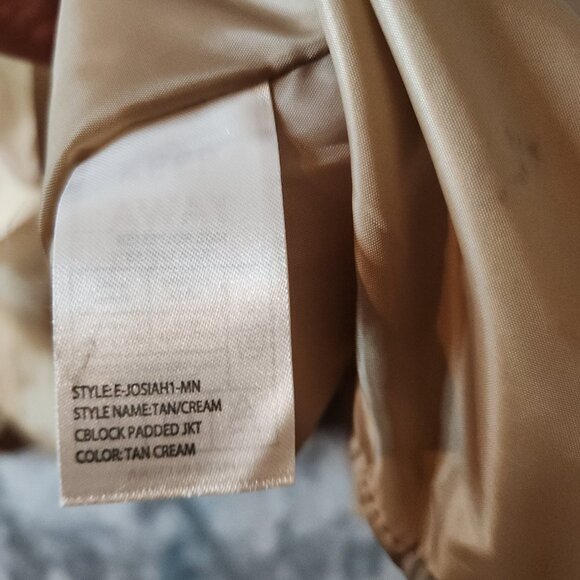 STYLE: E-JOSIAH1-MN
STYLE NAME:TAN/CREAM
CBLOCK PADDED JKT
COLOR: TAN CREAM